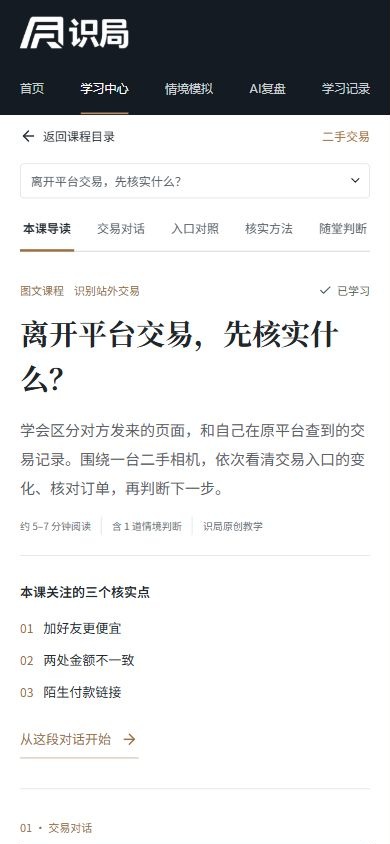 识局
首页 学习中心 情境模拟 AI复盘 学习记录
返回课程目录 二手交易
离开平台交易，先核实什么？
本课导读 交易对话 入口对照 核实方法 随堂判断
图文课程 识别站外交易 已学习
离开平台交易，先核实什
么？
学会区分对方发来的页面，和自己在原平台查到的交
易记录。围绕一台二手相机，依次看清交易入口的变
化、核对订单，再判断下一步。
约 5–7 分钟阅读 含 1 道情境判断 识局原创教学
本课关注的三个核实点
01 加好友更便宜
02 两处金额不一致
03 陌生付款链接
从这段对话开始
01 · 交易对话